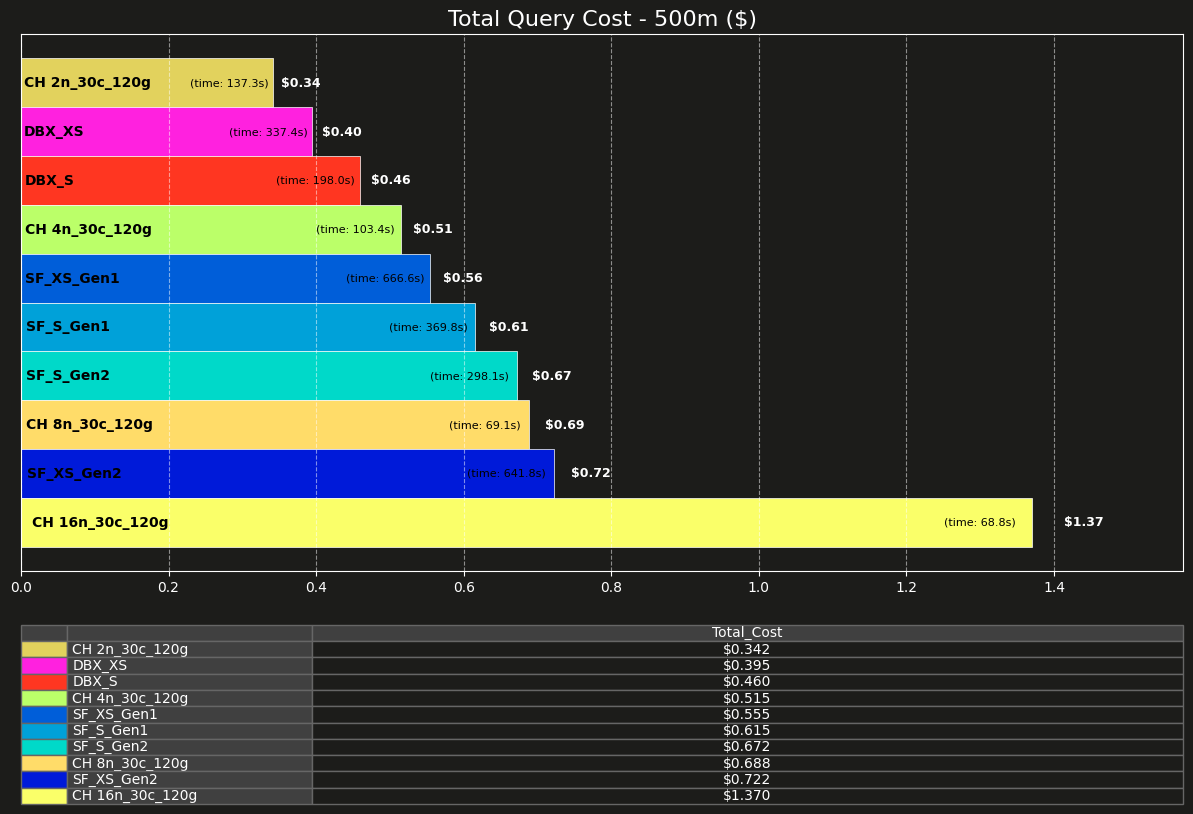 Total Query Cost - 500m ($)
CH 2n_30c_120g (time: 137.3s) $0.34
DBX_XS (time: 337.4s) $0.40
DBX_S (time: 198.0s) $0.46
CH 4n_30c_120g (time: 103.4s) $0.51
SF_XS_Gen1 (time: 666.6s) $0.56
SF_S_Gen1 (time: 369.8s) $0.61
SF_S_Gen2 (time: 298.1s) $0.67
CH 8n_30c_120g (time: 69.1s) $0.69
SF_XS_Gen2 (time: 641.8s) $0.72
CH 16n_30c_120g (time: 68.8s) $1.37
0.0 0.2 0.4 0.6 0.8 1.0 1.2 1.4
Total_Cost
CH 2n_30c_120g $0.342
DBX_XS $0.395
DBX_S $0.460
CH 4n_30c_120g $0.515
SF_XS_Gen1 $0.555
SF_S_Gen1 $0.615
SF_S_Gen2 $0.672
CH 8n_30c_120g $0.688
SF_XS_Gen2 $0.722
CH 16n_30c_120g $1.370